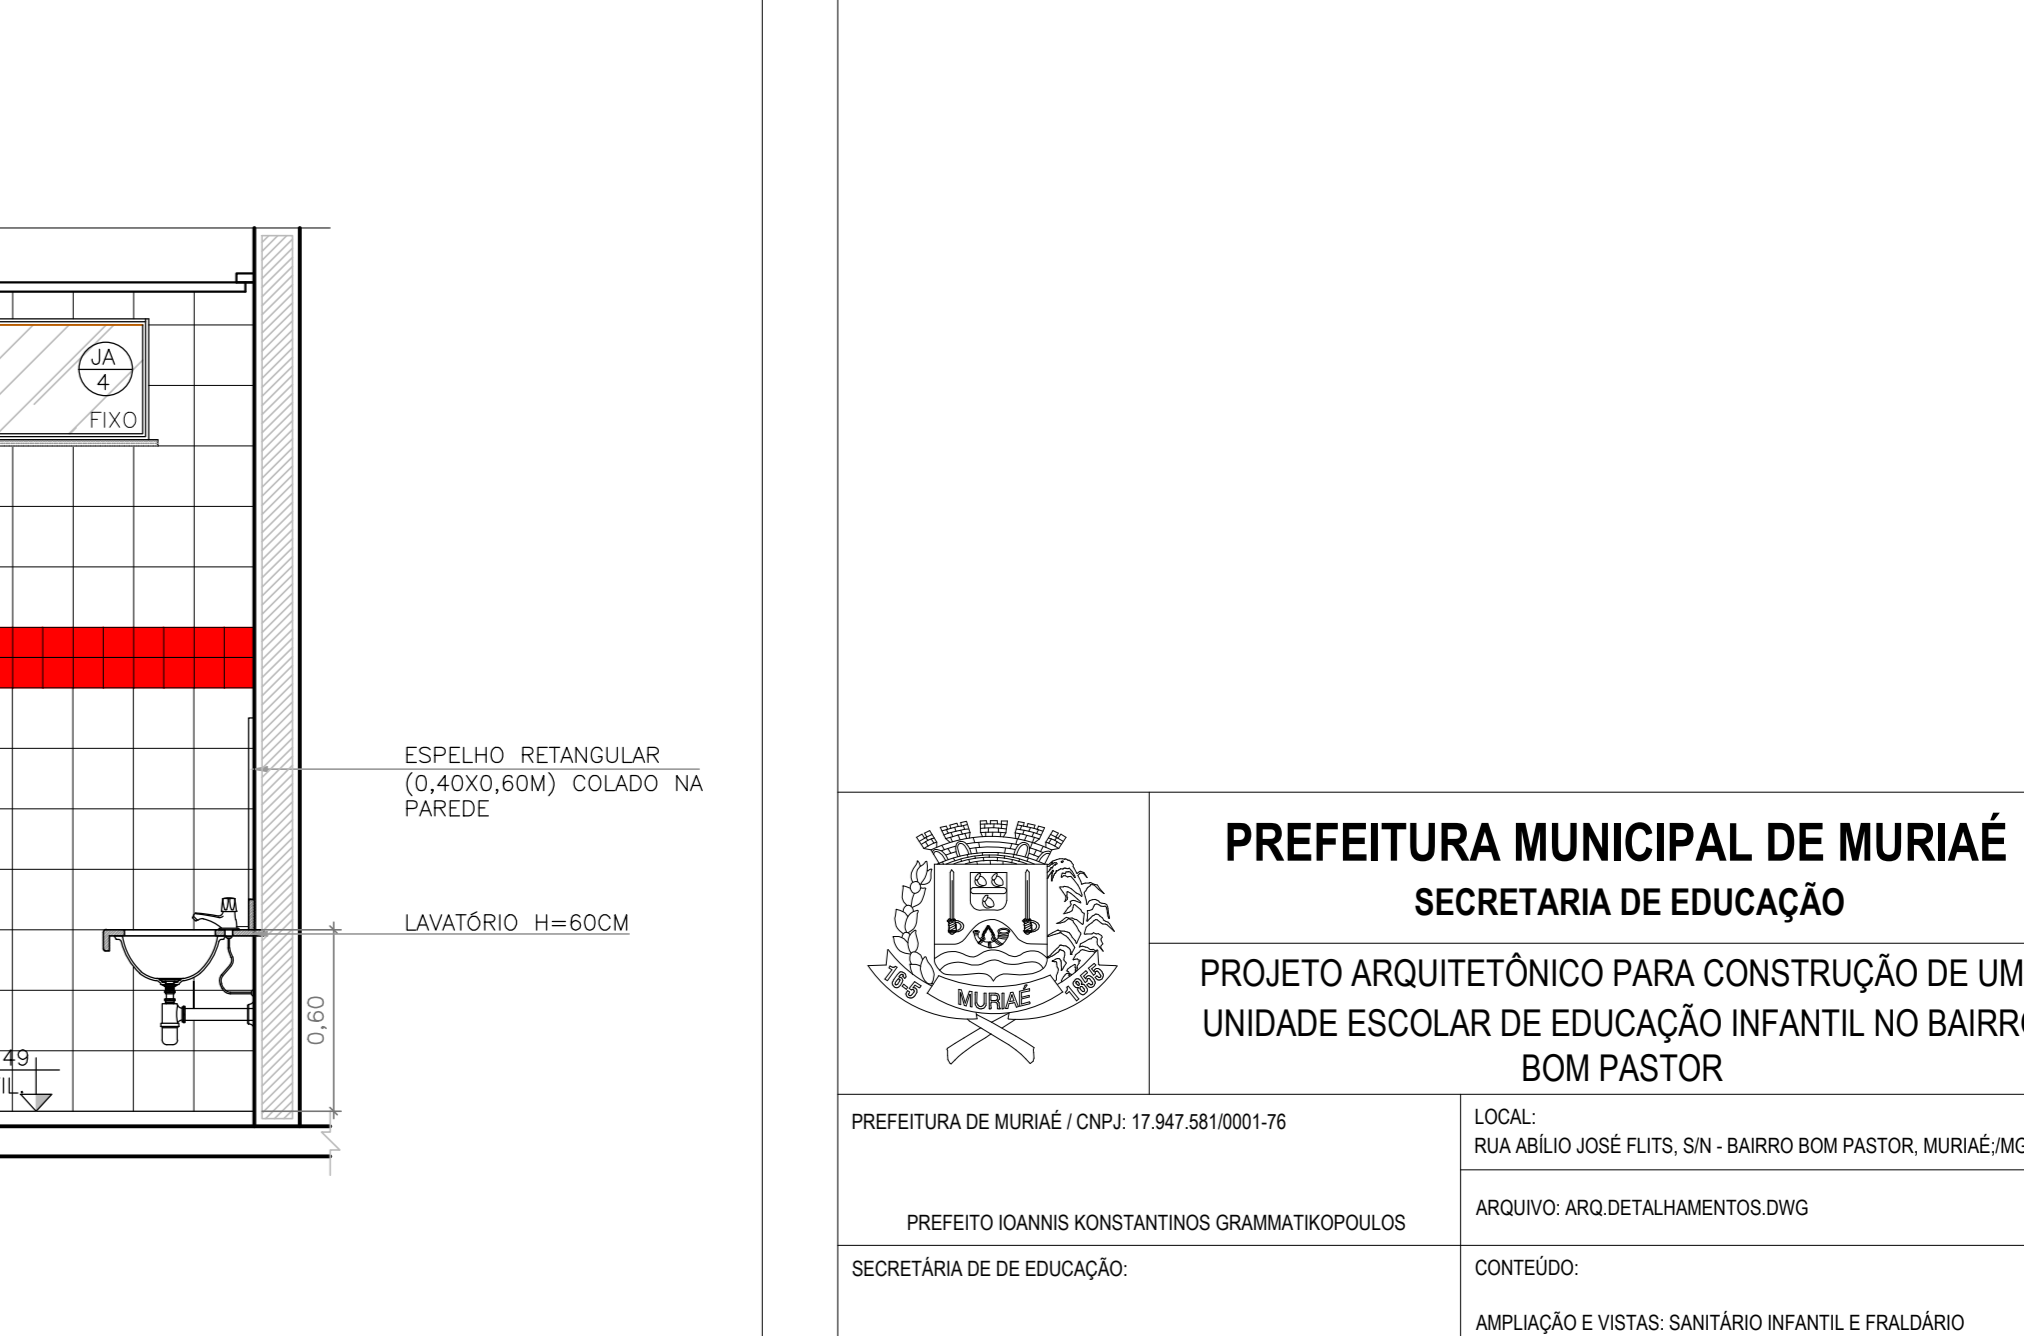 JA
4
FIXO
ESPELHO RETANGULAR
(0,40X0,60M) COLADO NA
PAREDE
LAVATÓRIO H=60CM
0,60
49
IL.
PREFEITURA MUNICIPAL DE MURIAÉ
SECRETARIA DE EDUCAÇÃO
PROJETO ARQUITETÔNICO PARA CONSTRUÇÃO DE UM
UNIDADE ESCOLAR DE EDUCAÇÃO INFANTIL NO BAIRRO
BOM PASTOR
16-5
MURIAÉ
1855
PREFEITURA DE MURIAÉ / CNPJ: 17.947.581/0001-76
PREFEITO IOANNIS KONSTANTINOS GRAMMATIKOPOULOS
LOCAL:
RUA ABÍLIO JOSÉ FLITS, S/N - BAIRRO BOM PASTOR, MURIAÉ;/MG
ARQUIVO: ARQ.DETALHAMENTOS.DWG
SECRETÁRIA DE DE EDUCAÇÃO:
CONTEÚDO:
AMPLIAÇÃO E VISTAS: SANITÁRIO INFANTIL E FRALDÁRIO